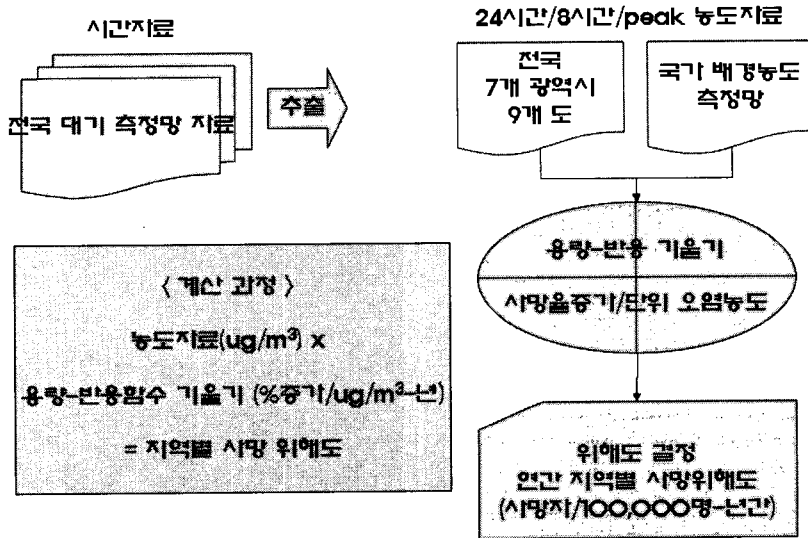 시간자료
전국 대기 측정망 자료
추출
24시간/8시간/peak 농도자료
전국
7개 광역시
9개 도
국가 배경농도
측정망
용량-반응 기울기
사망율증가/단위 오염농도
위해도 결정
연간 지역별 사망위해도
(사망자/100,000명-년간)
< 계산 과정 >
농도자료(ug/m³) x
용량-반응함수 기울기 (%증가/ug/m³-년)
= 지역별 사망 위해도